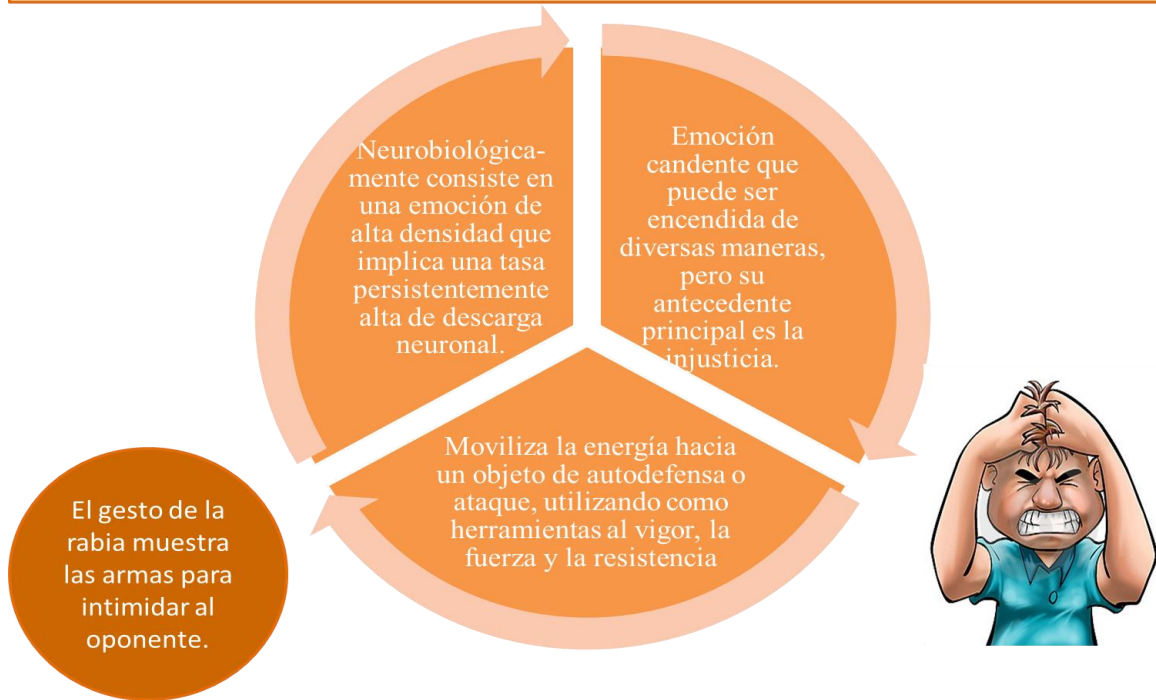 Neurobiológica-
mente consiste en
una emoción de
alta densidad que
implica una tasa
persistentemente
alta de descarga
neuronal.
Emoción
candente que
puede ser
encendida de
diversas maneras,
pero su
antecedente
principal es la
injusticia.
Moviliza la energía hacia
un objeto de autodefensa o
ataque, utilizando como
herramientas al vigor, la
fuerza y la resistencia
El gesto de la
rabia muestra
las armas para
intimidar al
oponente.